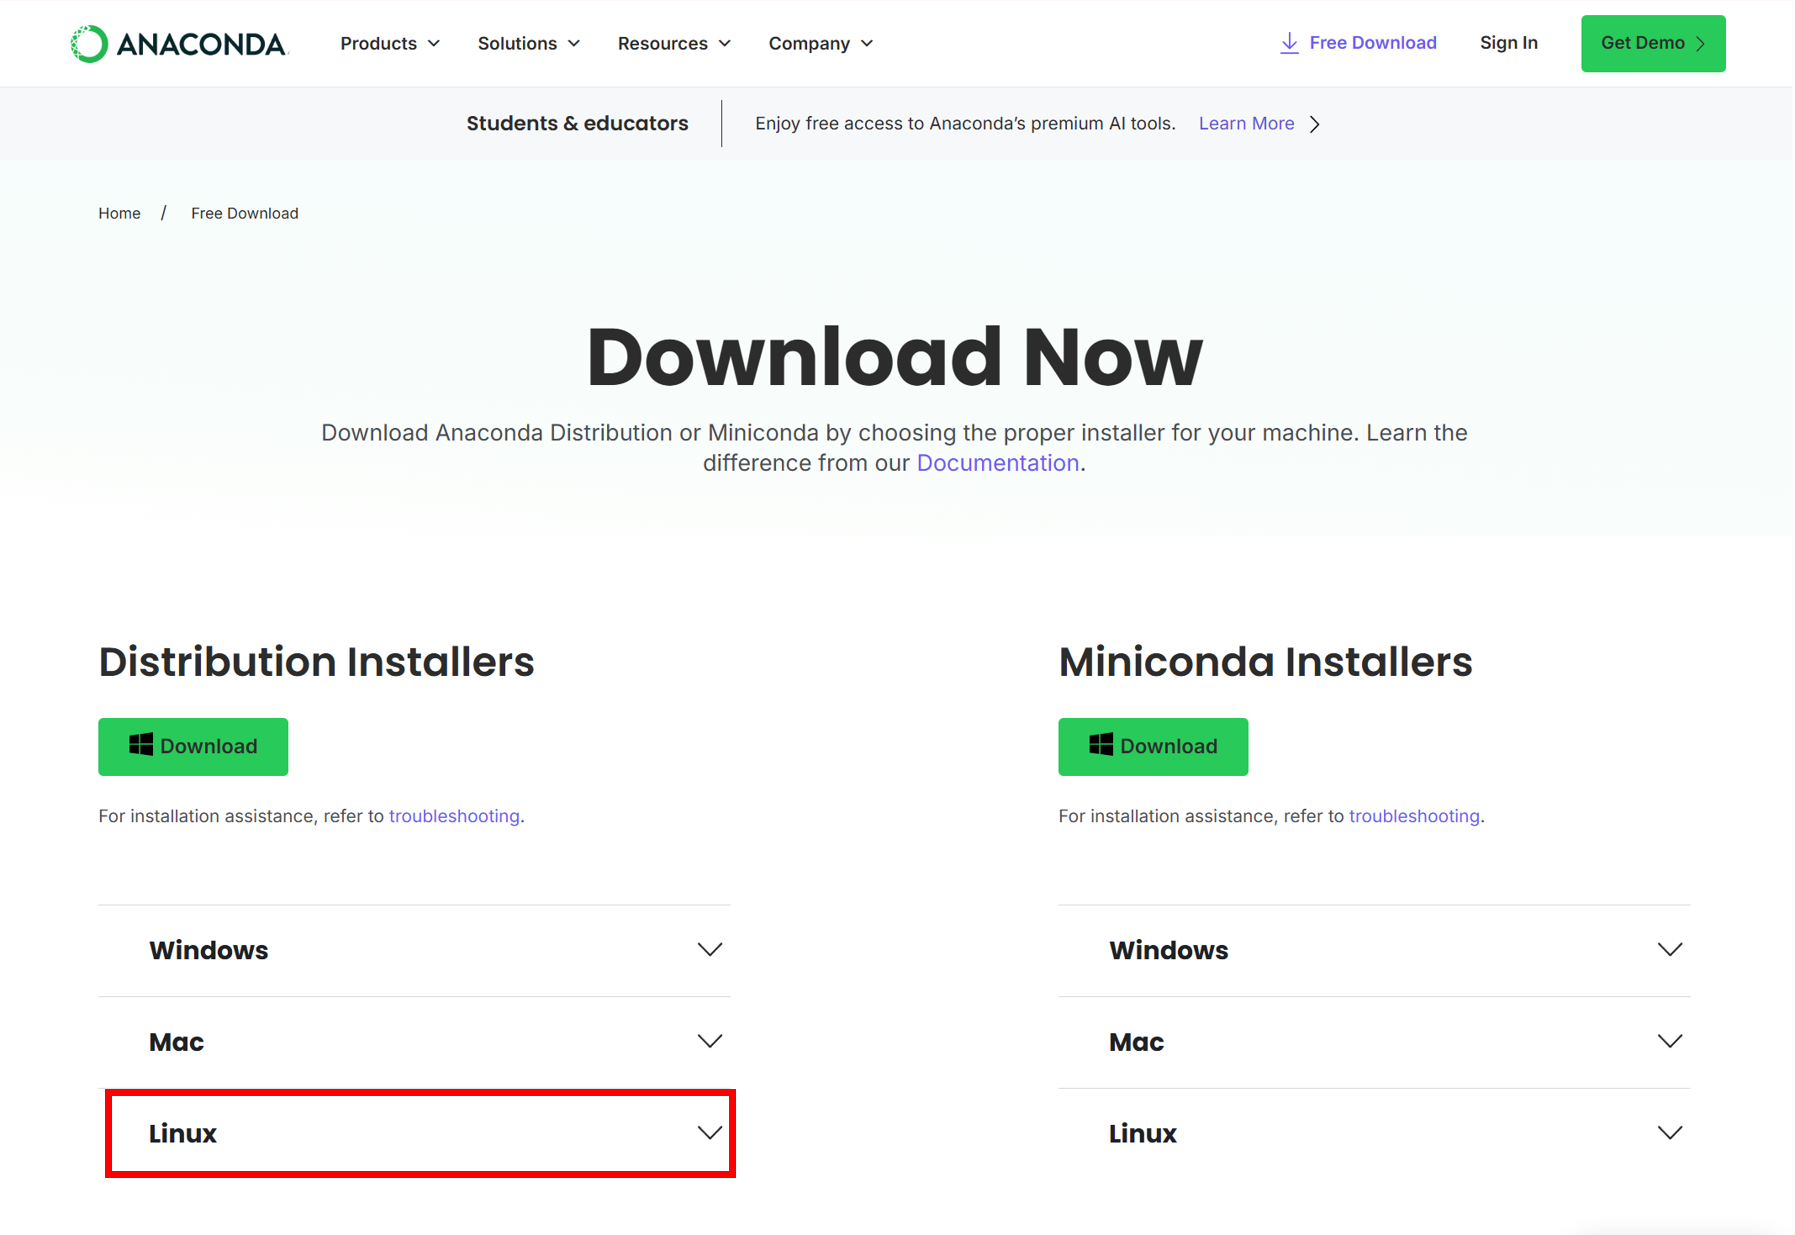 ANACONDA Products Solutions Resources Company Free Download Sign In Get Demo
Students & educators Enjoy free access to Anaconda’s premium AI tools. Learn More
Home / Free Download
Download Now
Download Anaconda Distribution or Miniconda by choosing the proper installer for your machine. Learn the
difference from our Documentation.
Distribution Installers
Download
For installation assistance, refer to troubleshooting.
Windows
Mac
Linux
Miniconda Installers
Download
For installation assistance, refer to troubleshooting.
Windows
Mac
Linux